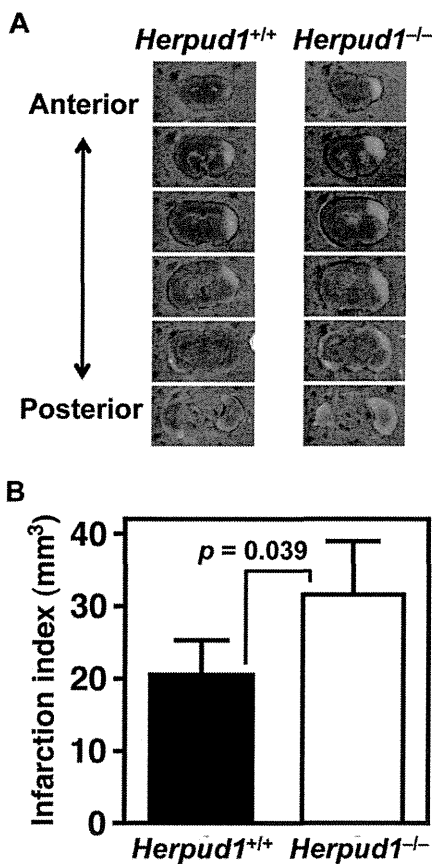 A
Herpud1+/+ Herpud1–/–
Anterior
Posterior
B
Infarction index (mm³)
40
30
20
10
0
p = 0.039
Herpud1+/+ Herpud1–/–